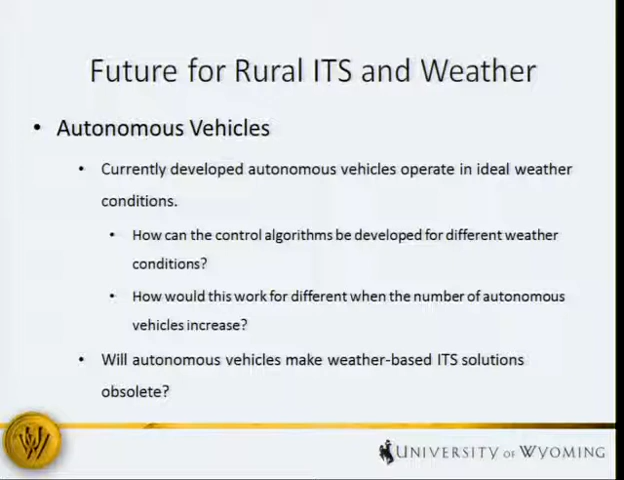 Future for Rural ITS and Weather
• Autonomous Vehicles
• Currently developed autonomous vehicles operate in ideal weather
conditions.
• How can the control algorithms be developed for different weather
conditions?
• How would this work for different when the number of autonomous
vehicles increase?
• Will autonomous vehicles make weather-based ITS solutions
obsolete?
UNIVERSITY OF WYOMING